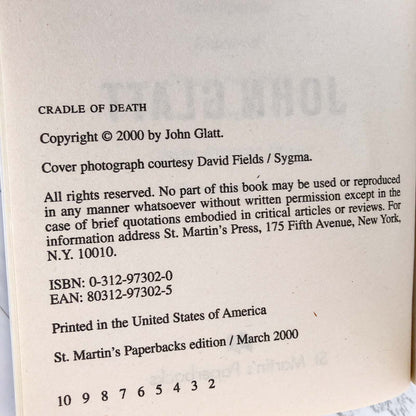 CRADLE OF DEATH
Copyright © 2000 by John Glatt.
Cover photograph courtesy David Fields / Sygma.
All rights reserved. No part of this book may be used or reproduced
in any manner whatsoever without written permission except in the
case of brief quotations embodied in critical articles or reviews. For
information address St. Martin's Press, 175 Fifth Avenue, New York,
N.Y. 10010.
ISBN: 0-312-97302-0
EAN: 80312-97302-5
Printed in the United States of America
St. Martin's Paperbacks edition / March 2000
10 9 8 7 6 5 4 3 2